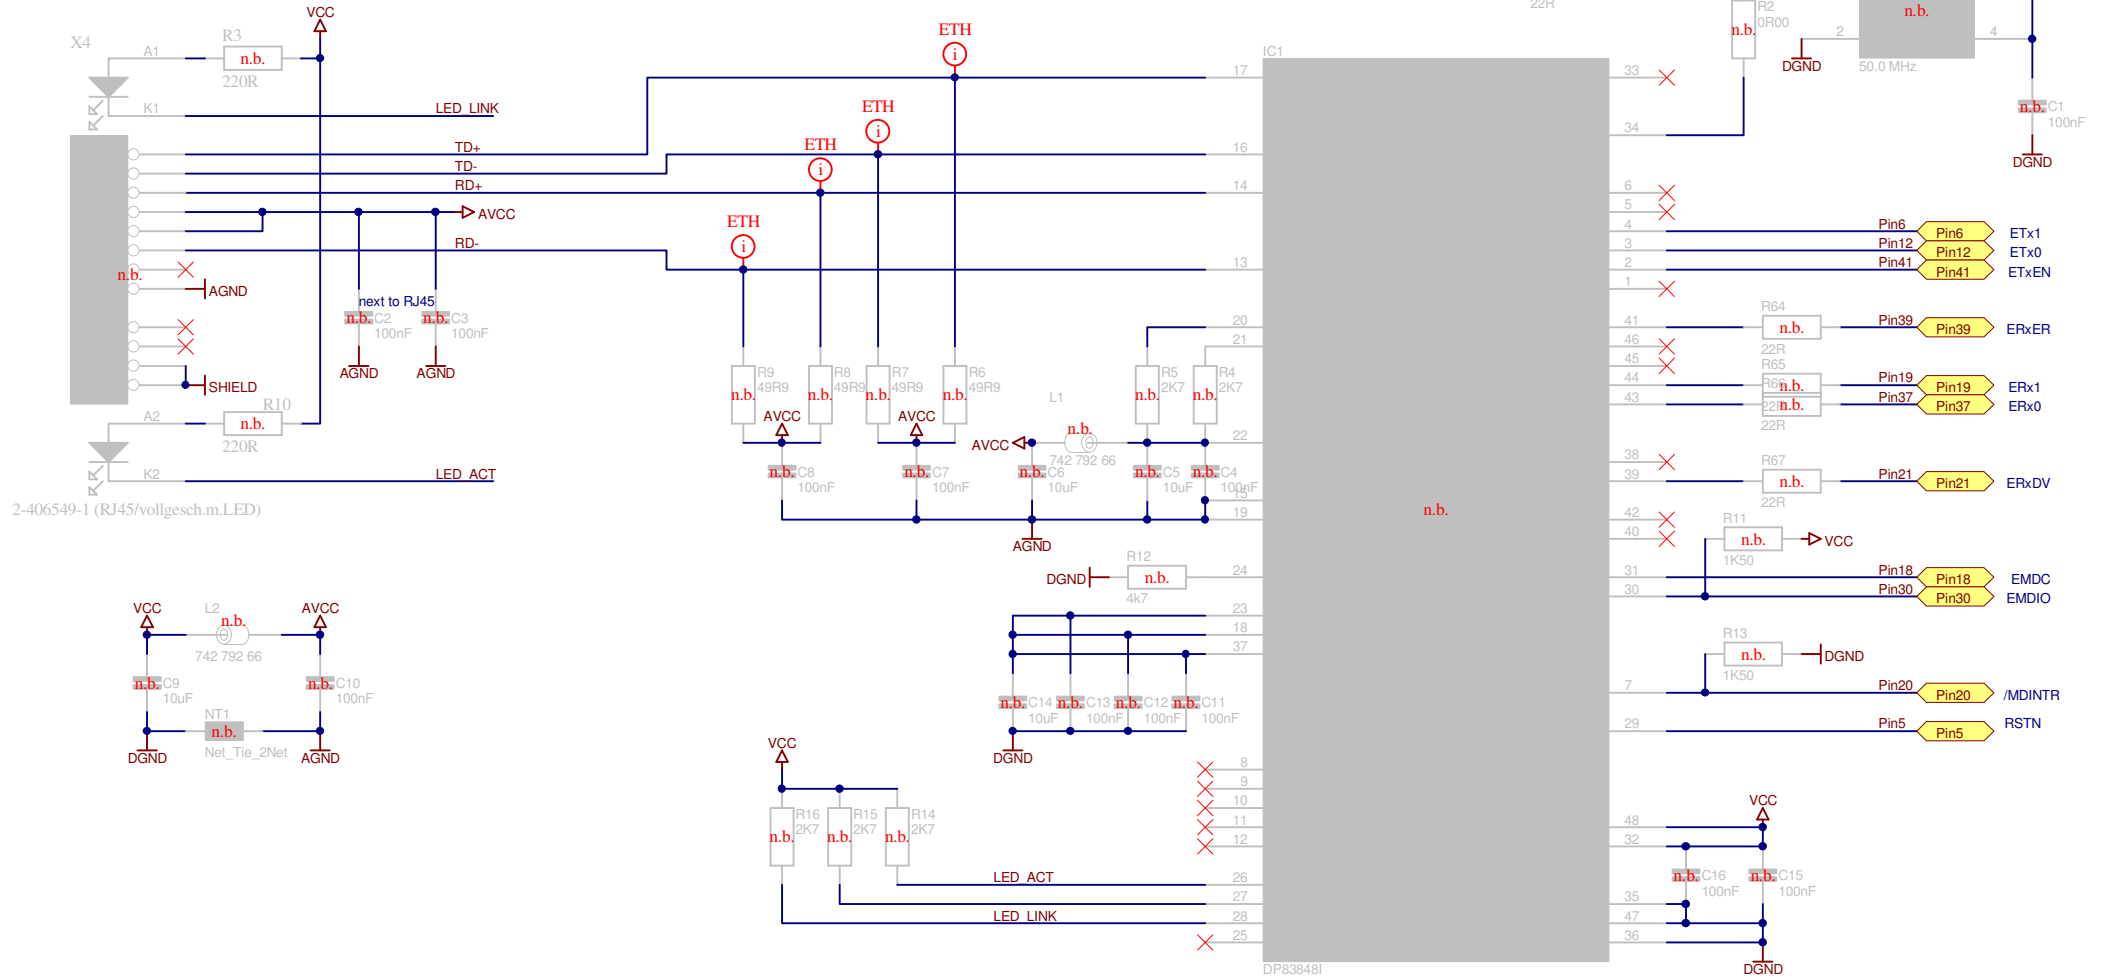 VCC
X4
A1
R3
n.b.
220R
K1
LED_LINK
TD+
TD-
RD+
AVCC
RD-
n.b.
AGND
next to RJ45
n.b.
C2
100nF
n.b.
C3
100nF
AGND
AGND
SHIELD
R10
A2
n.b.
220R
K2
LED_ACT
2-406549-1 (RJ45/vollgesch.m.LED)
ETH
i
ETH
i
ETH
i
ETH
i
R9
49R9
n.b.
R8
49R9
n.b.
R7
49R9
n.b.
R6
49R9
n.b.
AVCC
AVCC
n.b.
C8
100nF
n.b.
C7
100nF
L1
n.b.
AVCC
742 792 66
R5
2K7
n.b.
R4
2K7
n.b.
n.b.
C6
10uF
n.b.
C5
10uF
n.b.
C4
100nF
AGND
R12
DGND
n.b.
4k7
n.b.
C14
10uF
n.b.
C13
100nF
n.b.
C12
100nF
n.b.
C11
100nF
DGND
VCC
L2
n.b.
AVCC
742 792 66
n.b.
C9
10uF
n.b.
C10
100nF
NT1
n.b.
Net_Tie_2Net
DGND
AGND
VCC
R16
2K7
n.b.
R15
2K7
n.b.
R14
2K7
n.b.
LED_ACT
LED_LINK
IC1
17
16
14
13
20
21
22
15
19
24
23
18
37
8
9
10
11
12
26
27
28
25
n.b.
DP83848I
33
34
6
5
4
3
2
1
41
46
45
44
43
38
39
42
40
31
30
7
29
48
32
35
47
36
22R
R2
0R00
n.b.
n.b.
2
4
DGND
50.0 MHz
n.b.
C1
100nF
DGND
Pin6
Pin6
ETx1
Pin12
Pin12
ETx0
Pin41
Pin41
ETxEN
R64
n.b.
22R
Pin39
Pin39
ERxER
R65
n.b.
22R
Pin19
Pin19
ERx1
R66
n.b.
22R
Pin37
Pin37
ERx0
R67
n.b.
22R
Pin21
Pin21
ERxDV
R11
n.b.
1K50
VCC
Pin18
Pin18
EMDC
Pin30
Pin30
EMDIO
R13
n.b.
1K50
DGND
Pin20
Pin20
/MDINTR
Pin5
Pin5
RSTN
VCC
n.b.
C16
100nF
n.b.
C15
100nF
DGND